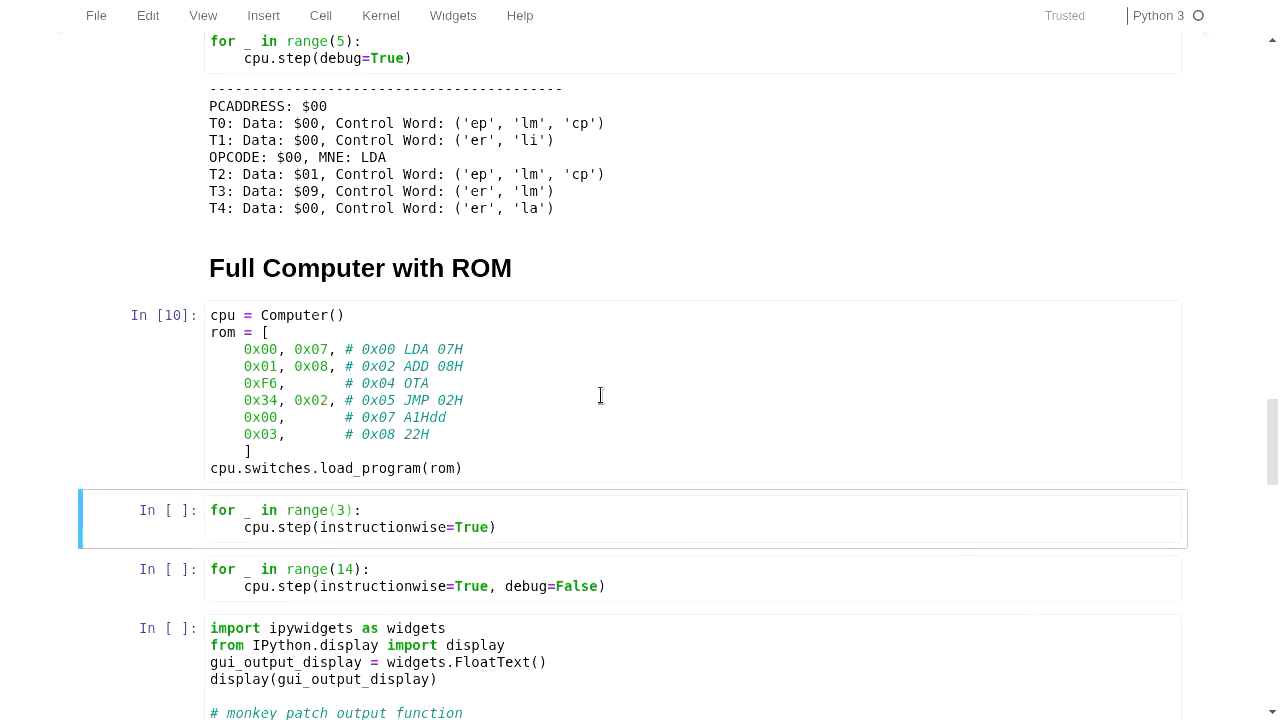 File Edit View Insert Cell Kernel Widgets Help Trusted Python 3
for _ in range(5):
    cpu.step(debug=True)
------------------------------------------
PCADDRESS: $00
T0: Data: $00, Control Word: ('ep', 'lm', 'cp')
T1: Data: $00, Control Word: ('er', 'li')
OPCODE: $00, MNE: LDA
T2: Data: $01, Control Word: ('ep', 'lm', 'cp')
T3: Data: $09, Control Word: ('er', 'lm')
T4: Data: $00, Control Word: ('er', 'la')
Full Computer with ROM
In [10]: cpu = Computer()
rom = [
    0x00, 0x07, # 0x00 LDA 07H
    0x01, 0x08, # 0x02 ADD 08H
    0xF6,       # 0x04 OTA
    0x34, 0x02, # 0x05 JMP 02H
    0x00,       # 0x07 A1Hdd
    0x03,       # 0x08 22H
    ]
cpu.switches.load_program(rom)
In [ ]: for _ in range(3):
    cpu.step(instructionwise=True)
In [ ]: for _ in range(14):
    cpu.step(instructionwise=True, debug=False)
In [ ]: import ipywidgets as widgets
from IPython.display import display
gui_output_display = widgets.FloatText()
display(gui_output_display)
# monkey patch output function